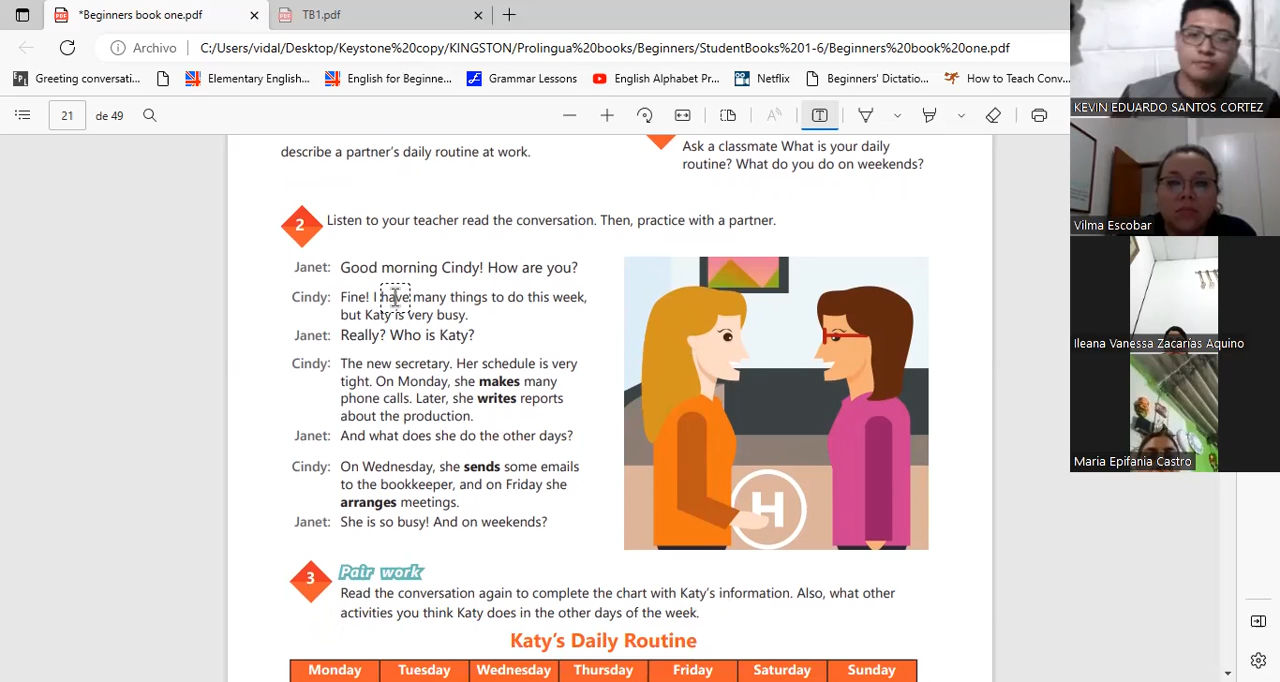 *Beginners book one.pdf
TB1.pdf
Archivo
C:/Users/vidal/Desktop/Keystone%20copy/KINGSTON/Prolingua%20books/Beginners/StudentBooks%201-6/Beginners%20book%20one.pdf
Greeting conversati...
Elementary English...
English for Beginne...
Grammar Lessons
English Alphabet Pr...
Netflix
Beginners' Dictatio...
How to Teach Conv...
21
de 49
describe a partner's daily routine at work.
Ask a classmate What is your daily
routine? What do you do on weekends?
2
Listen to your teacher read the conversation. Then, practice with a partner.
Janet: Good morning Cindy! How are you?
Cindy: Fine! I have many things to do this week,
but Katy is very busy.
Janet: Really? Who is Katy?
Cindy: The new secretary. Her schedule is very
tight. On Monday, she makes many
phone calls. Later, she writes reports
about the production.
Janet: And what does she do the other days?
Cindy: On Wednesday, she sends some emails
to the bookkeeper, and on Friday she
arranges meetings.
Janet: She is so busy! And on weekends?
H
3
Pair work
Read the conversation again to complete the chart with Katy's information. Also, what other
activities you think Katy does in the other days of the week.
Katy's Daily Routine
Monday Tuesday Wednesday Thursday Friday Saturday Sunday
KEVIN EDUARDO SANTOS CORTEZ
Vilma Escobar
Ileana Vanessa Zacarías Aquino
Maria Epifania Castro